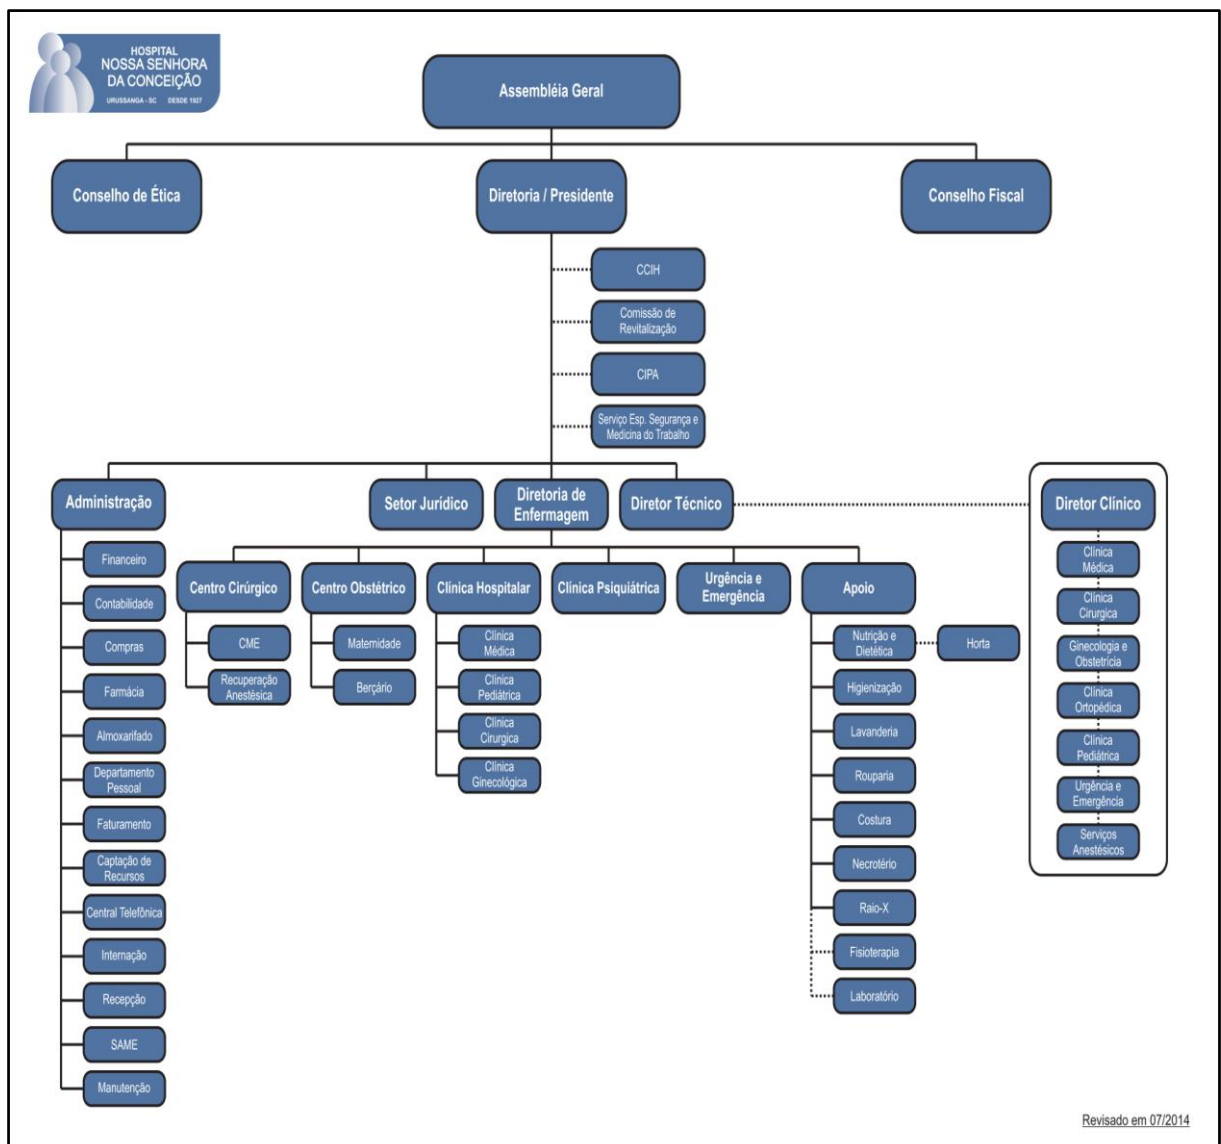 HOSPITAL
NOSSA SENHORA
DA CONCEIÇÃO
URUSSANGA - SC DESDE 1927
Assembléia Geral
Conselho de Ética
Diretoria / Presidente
Conselho Fiscal
CCIH
Comissão de
Revitalização
CIPA
Serviço Esp. Segurança e
Medicina do Trabalho
Administração
Setor Jurídico
Diretoria de
Enfermagem
Diretor Técnico
Diretor Clínico
Financeiro
Contabilidade
Compras
Farmácia
Almoxarifado
Departamento
Pessoal
Faturamento
Captação de
Recursos
Central Telefônica
Internação
Recepção
SAME
Manutenção
Centro Cirúrgico
CME
Recuperação
Anestésica
Centro Obstétrico
Maternidade
Berçário
Clínica Hospitalar
Clínica
Médica
Clínica
Pediátrica
Clínica
Cirurgica
Clínica
Ginecológica
Clínica Psiquiátrica
Urgência e
Emergência
Apoio
Nutrição e
Dietética
Horta
Higienização
Lavanderia
Rouparia
Costura
Necrotério
Raio-X
Fisioterapia
Laboratório
Clínica
Médica
Clínica
Cirurgica
Ginecologia e
Obstetrícia
Clínica
Ortopédica
Clínica
Pediátrica
Urgência e
Emergência
Serviços
Anestésicos
Revisado em 07/2014